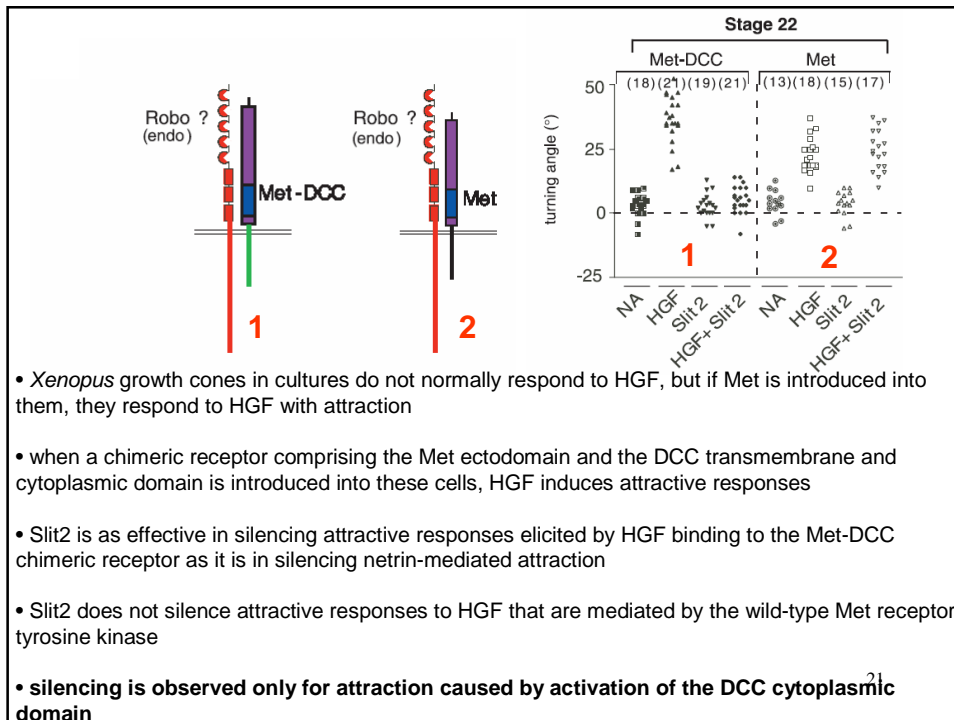 Stage 22
Met-DCC Met
(18) (21) (19) (21) (13) (18) (15) (17)
50
25
0
-25
turning angle (°)
NA HGF Slit2 HGF+ Slit2 NA HGF Slit2 HGF+ Slit2
1 2
Robo ?
(endo)
Met-DCC
1
Robo ?
(endo)
Met
2
• Xenopus growth cones in cultures do not normally respond to HGF, but if Met is introduced into
them, they respond to HGF with attraction
• when a chimeric receptor comprising the Met ectodomain and the DCC transmembrane and
cytoplasmic domain is introduced into these cells, HGF induces attractive responses
• Slit2 is as effective in silencing attractive responses elicited by HGF binding to the Met-DCC
chimeric receptor as it is in silencing netrin-mediated attraction
• Slit2 does not silence attractive responses to HGF that are mediated by the wild-type Met receptor
tyrosine kinase
• silencing is observed only for attraction caused by activation of the DCC cytoplasmic
domain
21